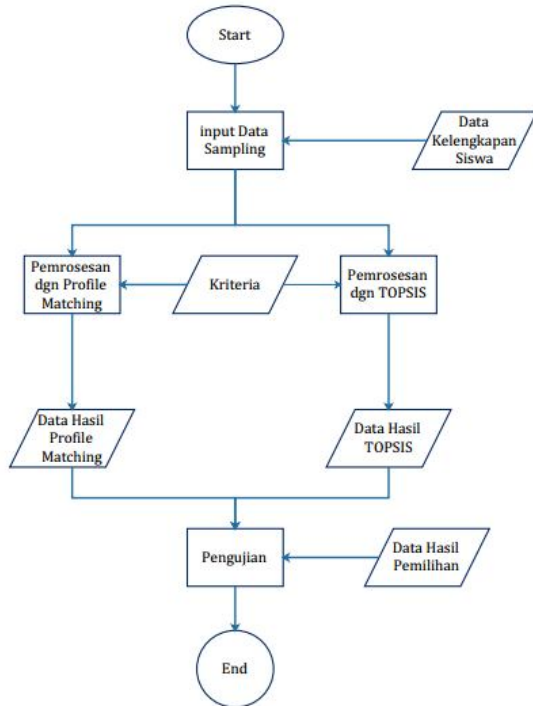 Start
input Data
Sampling
Data
Kelengkapan
Siswa
Pemrosesan
dgn Profile
Matching
Kriteria
Pemrosesan
dgn TOPSIS
Data Hasil
Profile
Matching
Data Hasil
TOPSIS
Pengujian
Data Hasil
Pemilihan
End